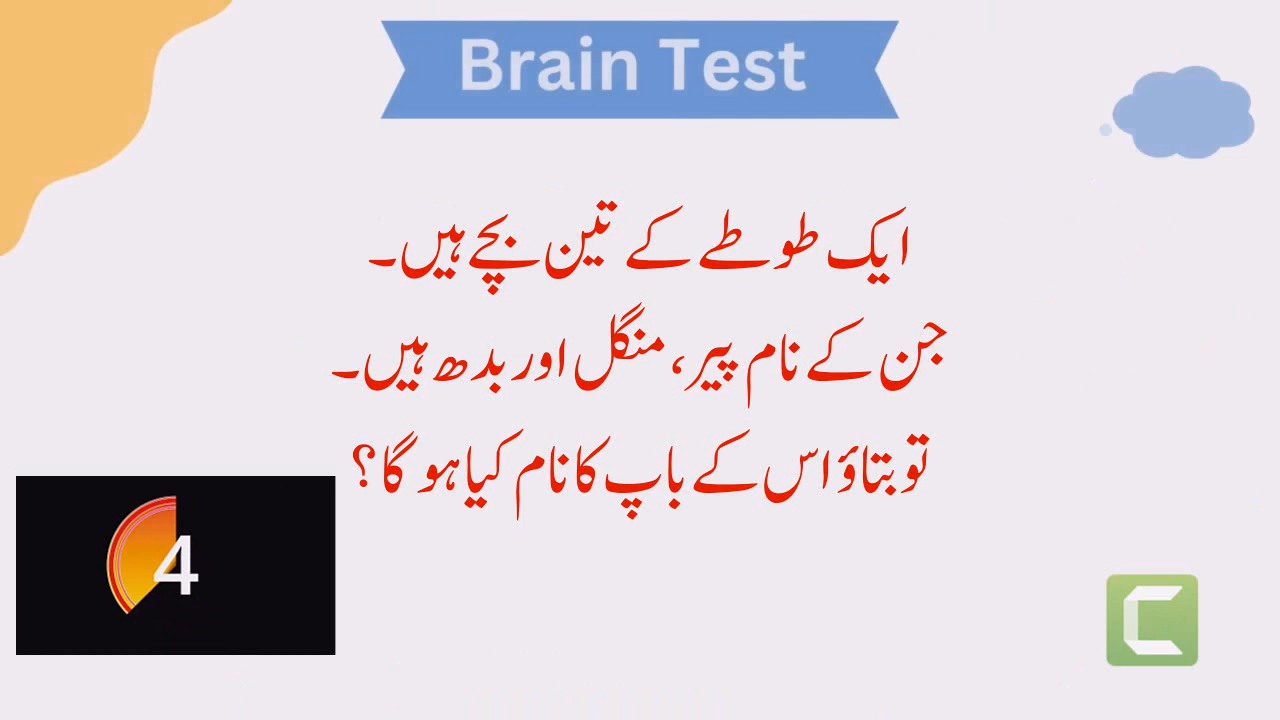 Brain Test
ایک طوطے کے تین بچے ہیں۔
جن کے نام پیر، منگل اور بدھ ہیں۔
تو بتاؤ اس کے باپ کا نام کیا ہو گا؟
4